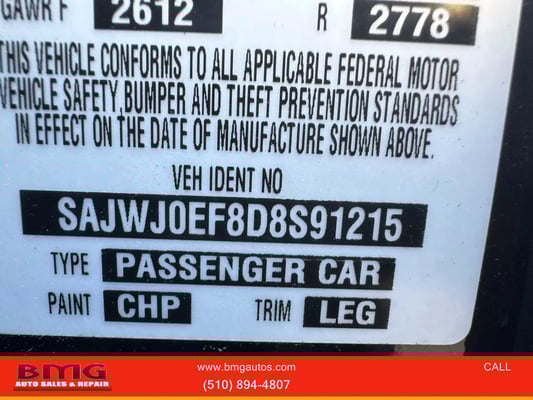 GAWR F 2612 R 2778
THIS VEHICLE CONFORMS TO ALL APPLICABLE FEDERAL MOTOR
VEHICLE SAFETY, BUMPER AND THEFT PREVENTION STANDARDS
IN EFFECT ON THE DATE OF MANUFACTURE SHOWN ABOVE.
VEH IDENT NO
SAJWJ0EF8D8S91215
TYPE PASSENGER CAR
PAINT CHP TRIM LEG
BMG
AUTO SALES & REPAIR
www.bmgautos.com
(510) 894-4807
CALL